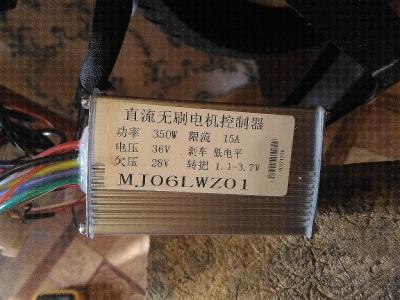 直流无刷电机控制器
功率 350W 限流 15A
电压 36V 刹车 低电平
欠压 28V 转把 1.1-3.7V
MJ06LWZ01